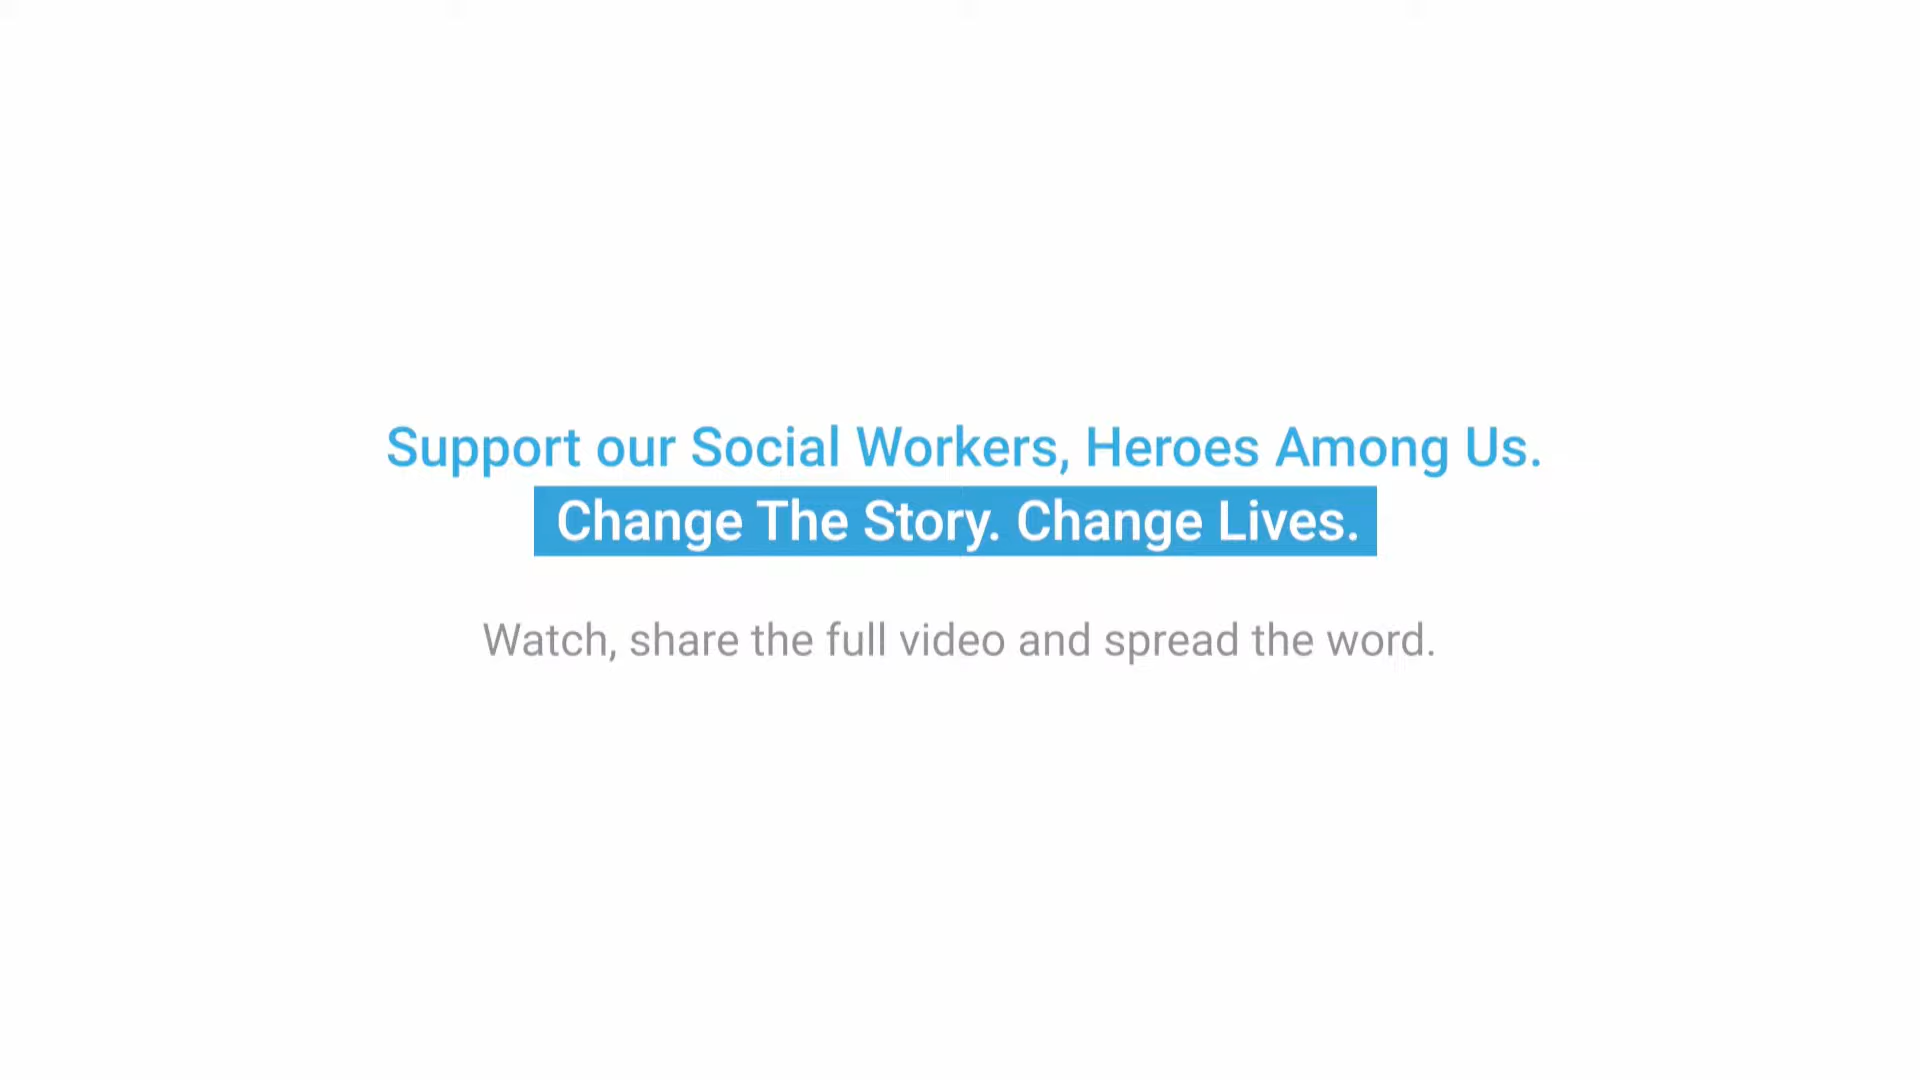 Support our Social Workers, Heroes Among Us.
Change The Story. Change Lives.
Watch, share the full video and spread the word.